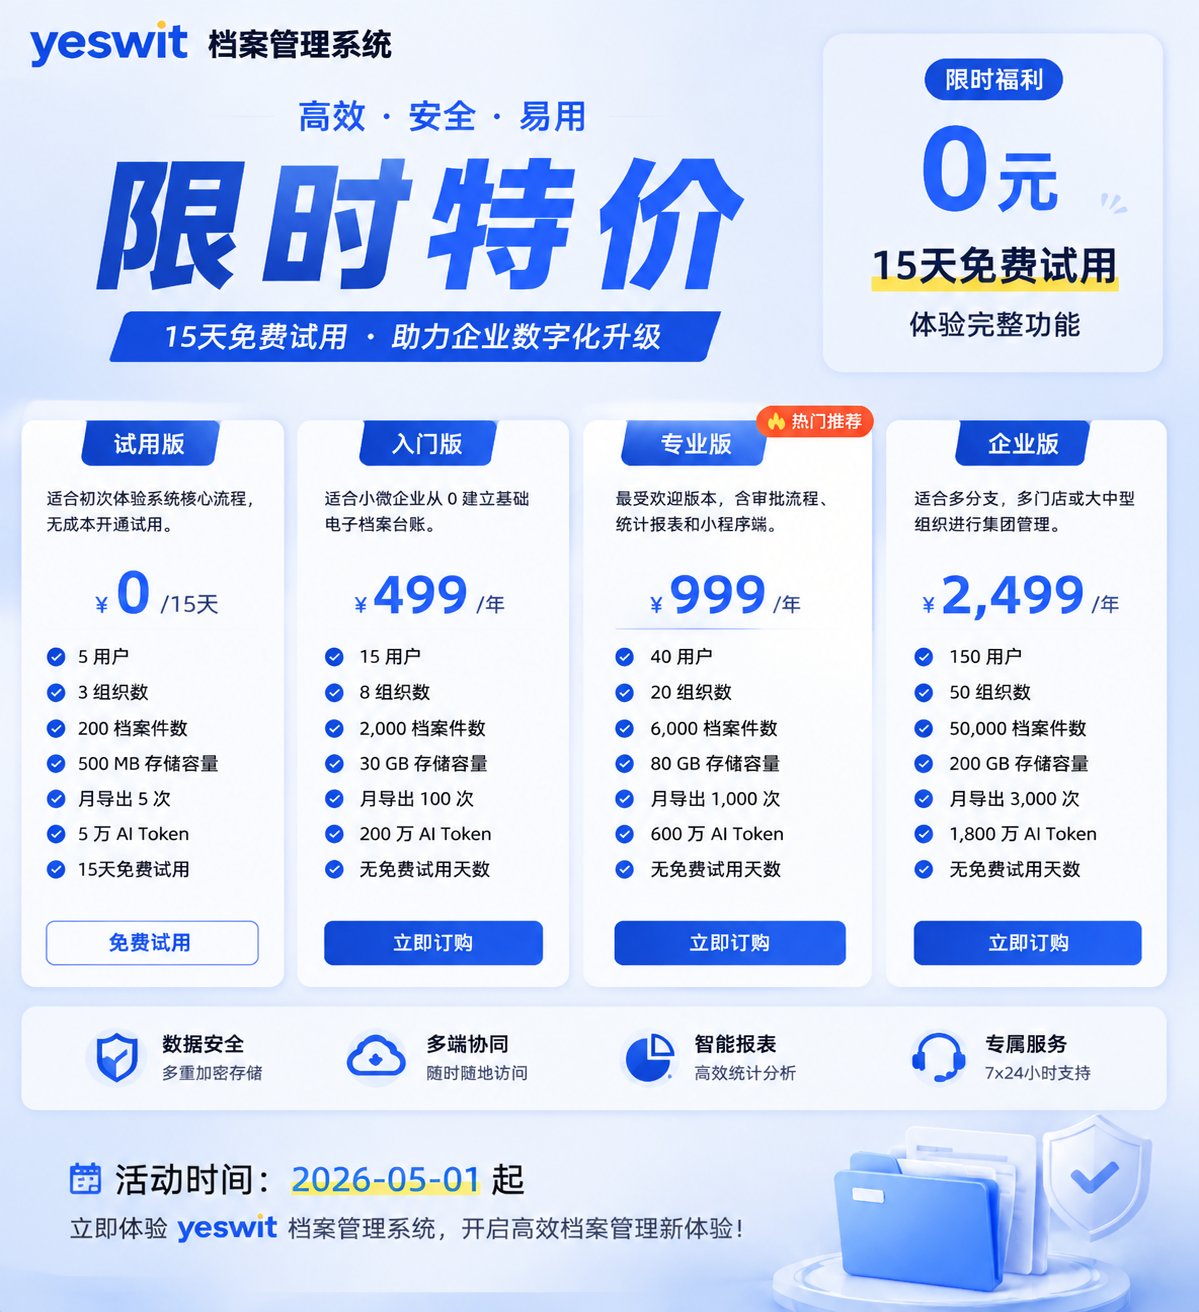 yeswit 档案管理系统
高效 · 安全 · 易用
限时特价
15天免费试用 · 助力企业数字化升级
限时福利
0元
15天免费试用
体验完整功能
试用版
适合初次体验系统核心流程，
无成本开通试用。
¥ 0 /15天
5 用户
3 组织数
200 档案件数
500 MB 存储容量
月导出 5 次
5 万 AI Token
15天免费试用
免费试用
入门版
适合小微企业从 0 建立基础
电子档案台账。
¥ 499 /年
15 用户
8 组织数
2,000 档案件数
30 GB 存储容量
月导出 100 次
200 万 AI Token
无免费试用天数
立即订购
热门推荐
专业版
最受欢迎版本，含审批流程、
统计报表和小程序端。
¥ 999 /年
40 用户
20 组织数
6,000 档案件数
80 GB 存储容量
月导出 1,000 次
600 万 AI Token
无免费试用天数
立即订购
企业版
适合多分支，多门店或大中型
组织进行集团管理。
¥ 2,499 /年
150 用户
50 组织数
50,000 档案件数
200 GB 存储容量
月导出 3,000 次
1,800 万 AI Token
无免费试用天数
立即订购
数据安全
多重加密存储
多端协同
随时随地访问
智能报表
高效统计分析
专属服务
7x24小时支持
活动时间：2026-05-01 起
立即体验 yeswit 档案管理系统，开启高效档案管理新体验！